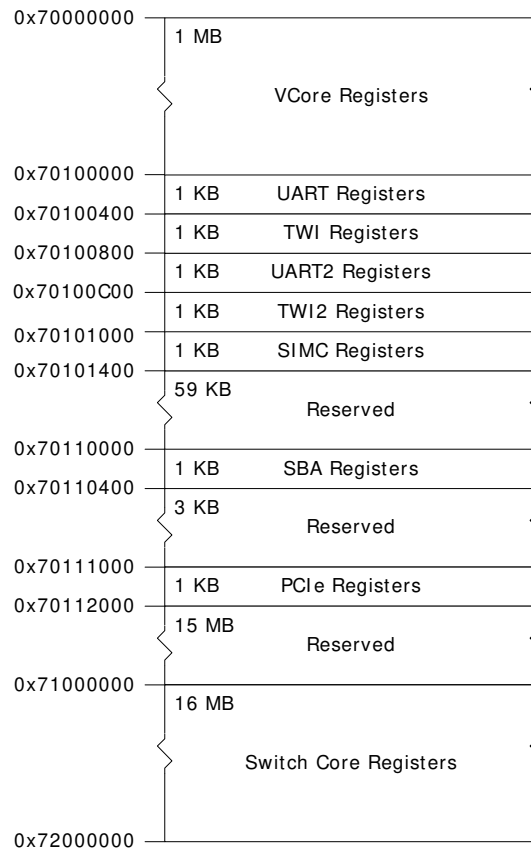 0x70000000
1 MB
VCore Registers
0x70100000
1 KB UART Registers
0x70100400
1 KB TWI Registers
0x70100800
1 KB UART2 Registers
0x70100C00
1 KB TWI2 Registers
0x70101000
1 KB SIMC Registers
0x70101400
59 KB
Reserved
0x70110000
1 KB SBA Registers
0x70110400
3 KB
Reserved
0x70111000
1 KB PCIe Registers
0x70112000
15 MB
Reserved
0x71000000
16 MB
Switch Core Registers
0x72000000